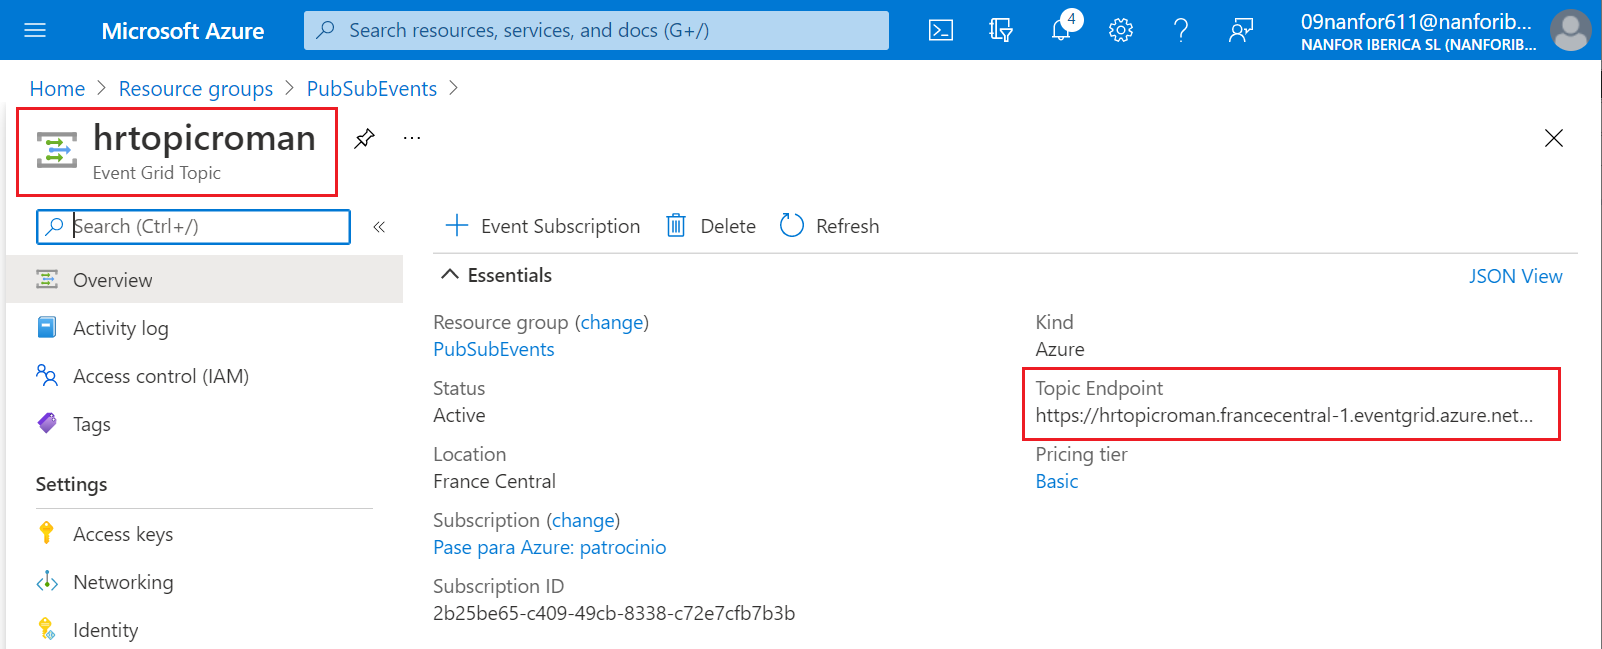 Microsoft Azure
Search resources, services, and docs (G+/)
4
09nanfor611@nanforib...
NANFOR IBERICA SL (NANFORIB...
Home > Resource groups > PubSubEvents >
hrtopicroman
Event Grid Topic
Search (Ctrl+/)
Overview
Activity log
Access control (IAM)
Tags
Settings
Access keys
Networking
Identity
Event Subscription
Delete
Refresh
Essentials
JSON View
Resource group (change)
PubSubEvents
Status
Active
Location
France Central
Subscription (change)
Pase para Azure: patrocinio
Subscription ID
2b25be65-c409-49cb-8338-c72e7cfb7b3b
Kind
Azure
Topic Endpoint
https://hrtopicroman.francecentral-1.eventgrid.azure.net...
Pricing tier
Basic